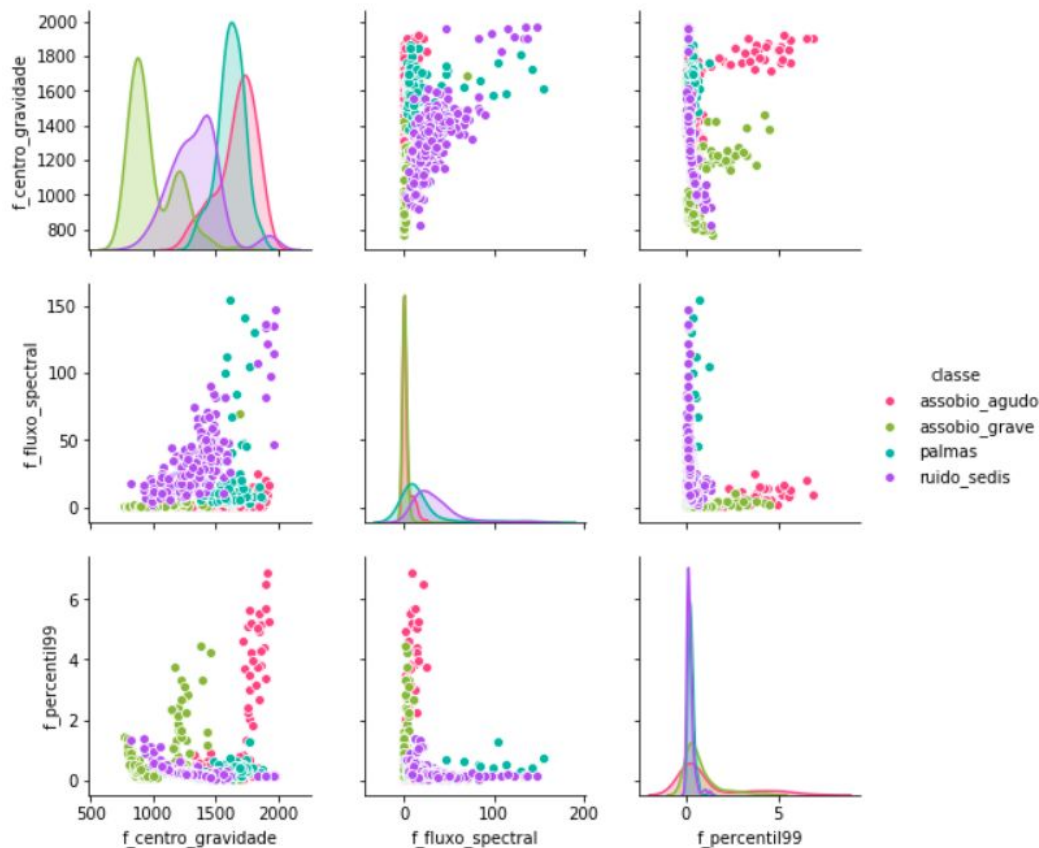 2000
1800
1600
1400
1200
1000
800
f_centro_gravidade
150
100
50
0
f_fluxo_spectral
classe
assobio_agudo
assobio_grave
palmas
ruido_sedis
6
4
2
0
f_percentil99
500 1000 1500 2000
0 200
0 5
f_centro_gravidade
f_fluxo_spectral
f_percentil99